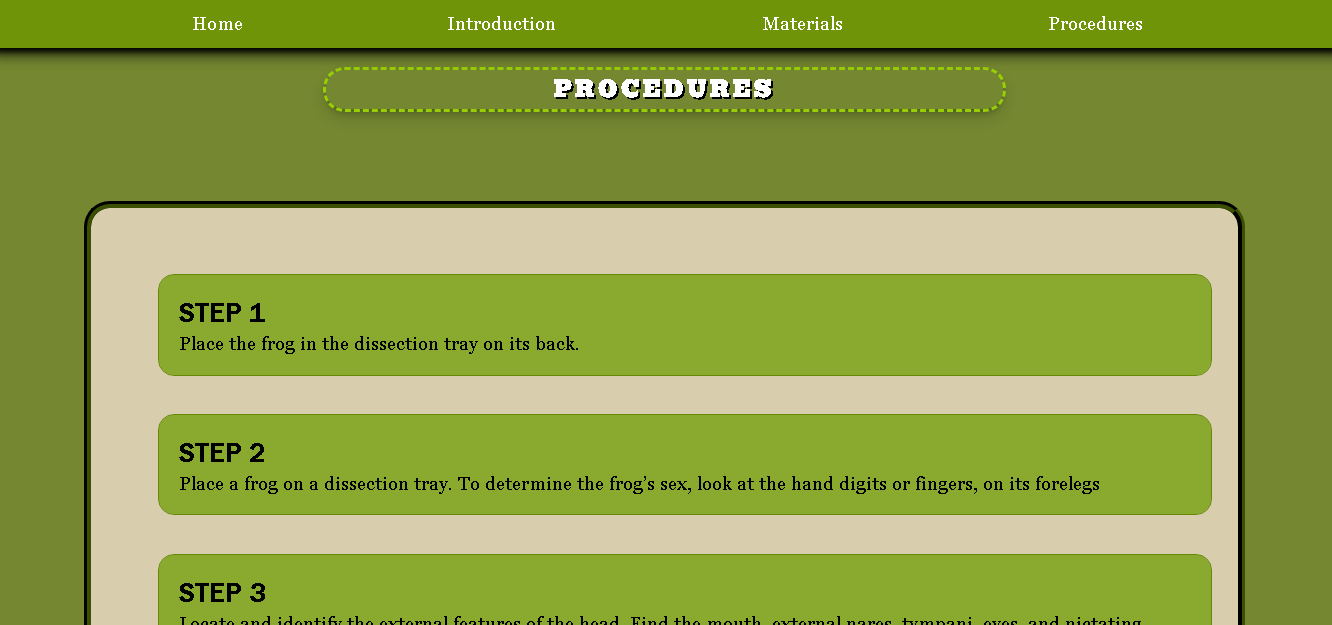 Home Introduction Materials Procedures
PROCEDURES
STEP 1
Place the frog in the dissection tray on its back.
STEP 2
Place a frog on a dissection tray. To determine the frog's sex, look at the hand digits or fingers, on its forelegs
STEP 3
Locate and identify the external features of the head. Find the mouth, external nares, tympani, eyes, and nictating